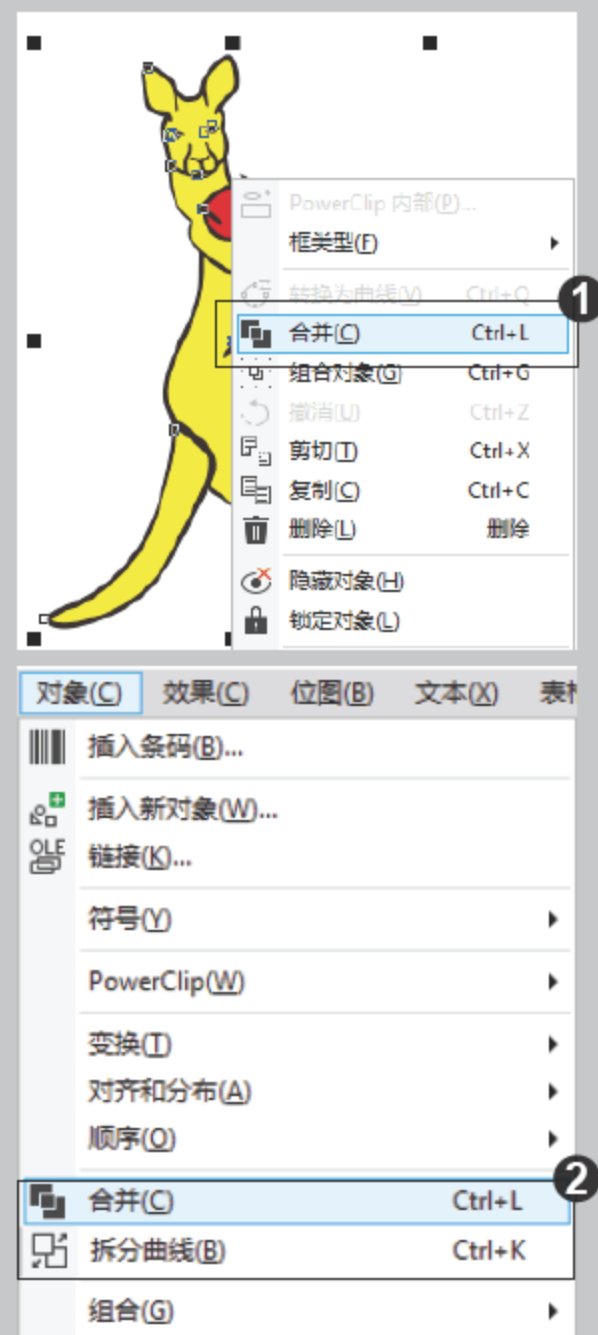 PowerClip 内部(P)...
框类型(F)
转换为曲线(V) Ctrl+Q
1
合并(C) Ctrl+L
组合对象(G) Ctrl+G
撤消(U) Ctrl+Z
剪切(T) Ctrl+X
复制(C) Ctrl+C
删除(L) 删除
隐藏对象(H)
锁定对象(L)
对象(C) 效果(C) 位图(B) 文本(X) 表
插入条码(B)...
插入新对象(W)...
OLE 链接(K)...
符号(Y)
PowerClip(W)
变换(T)
对齐和分布(A)
顺序(O)
2
合并(C) Ctrl+L
拆分曲线(B) Ctrl+K
组合(G)